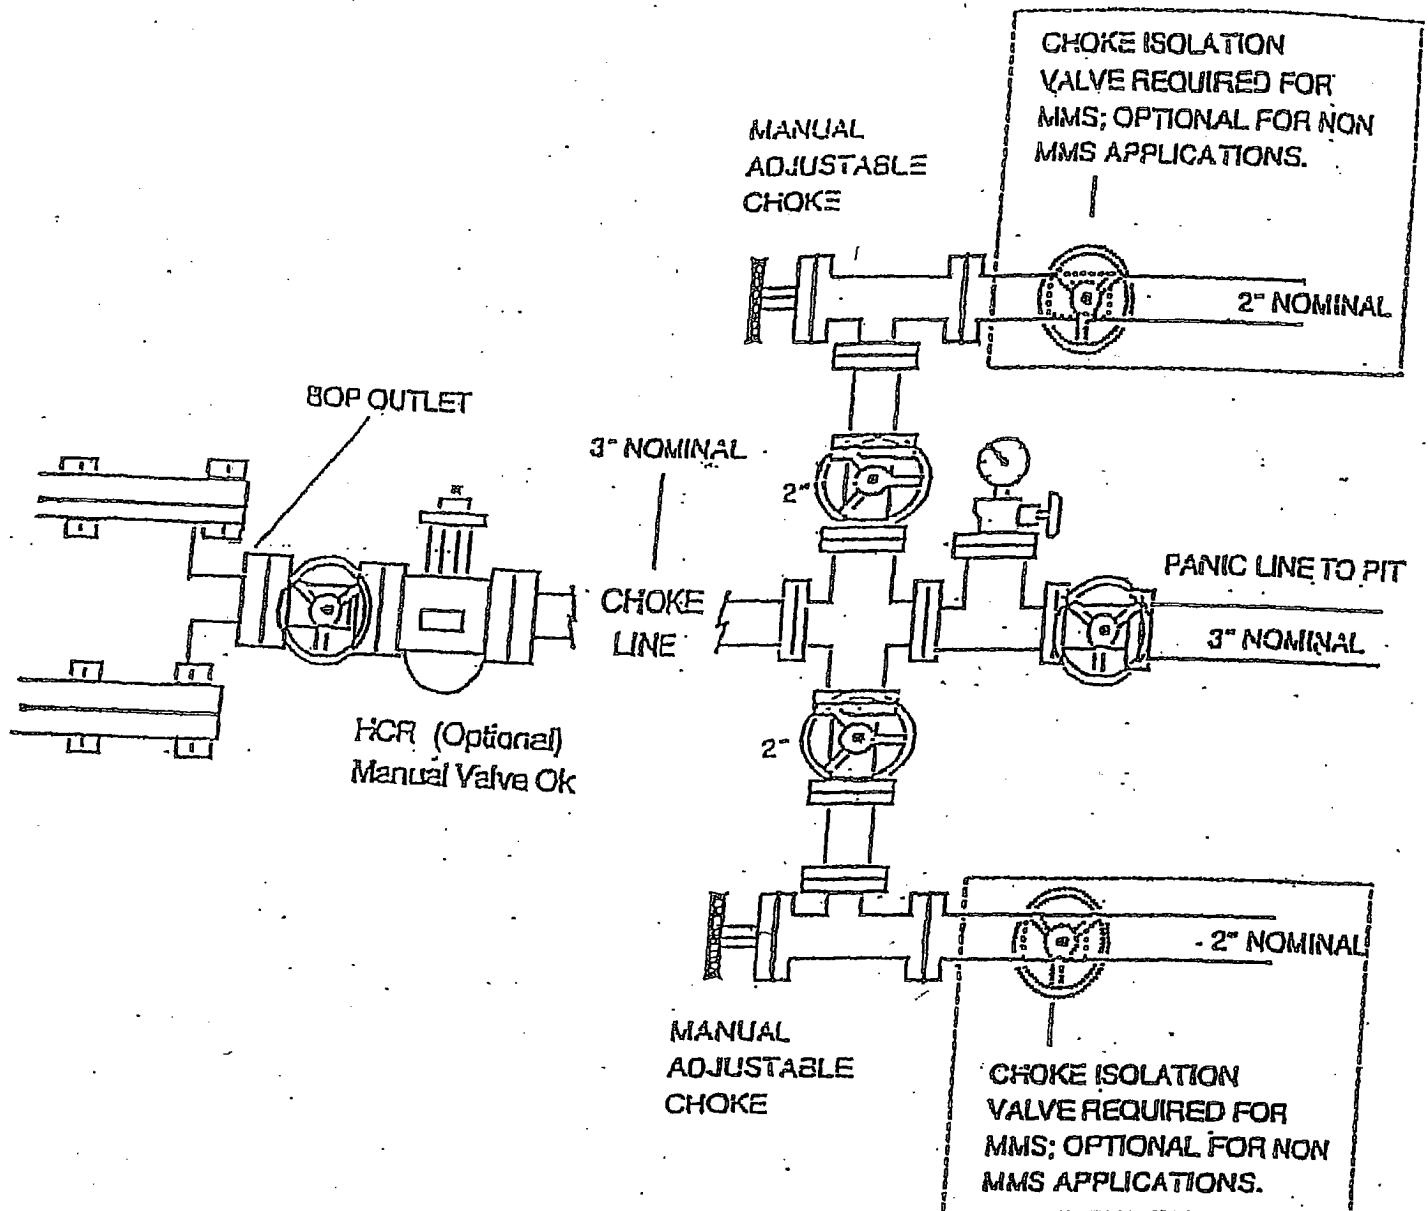 CHOKE ISOLATION
VALVE REQUIRED FOR
MMS; OPTIONAL FOR NON
MMS APPLICATIONS.
MANUAL
ADJUSTABLE
CHOKE
2" NOMINAL
BOP OUTLET
3" NOMINAL
2"
PANIC LINE TO PIT
3" NOMINAL
CHOKE
LINE
HCR (Optional)
Manual Valve Ok
2"
2" NOMINAL
MANUAL
ADJUSTABLE
CHOKE
CHOKE ISOLATION
VALVE REQUIRED FOR
MMS; OPTIONAL FOR NON
MMS APPLICATIONS.